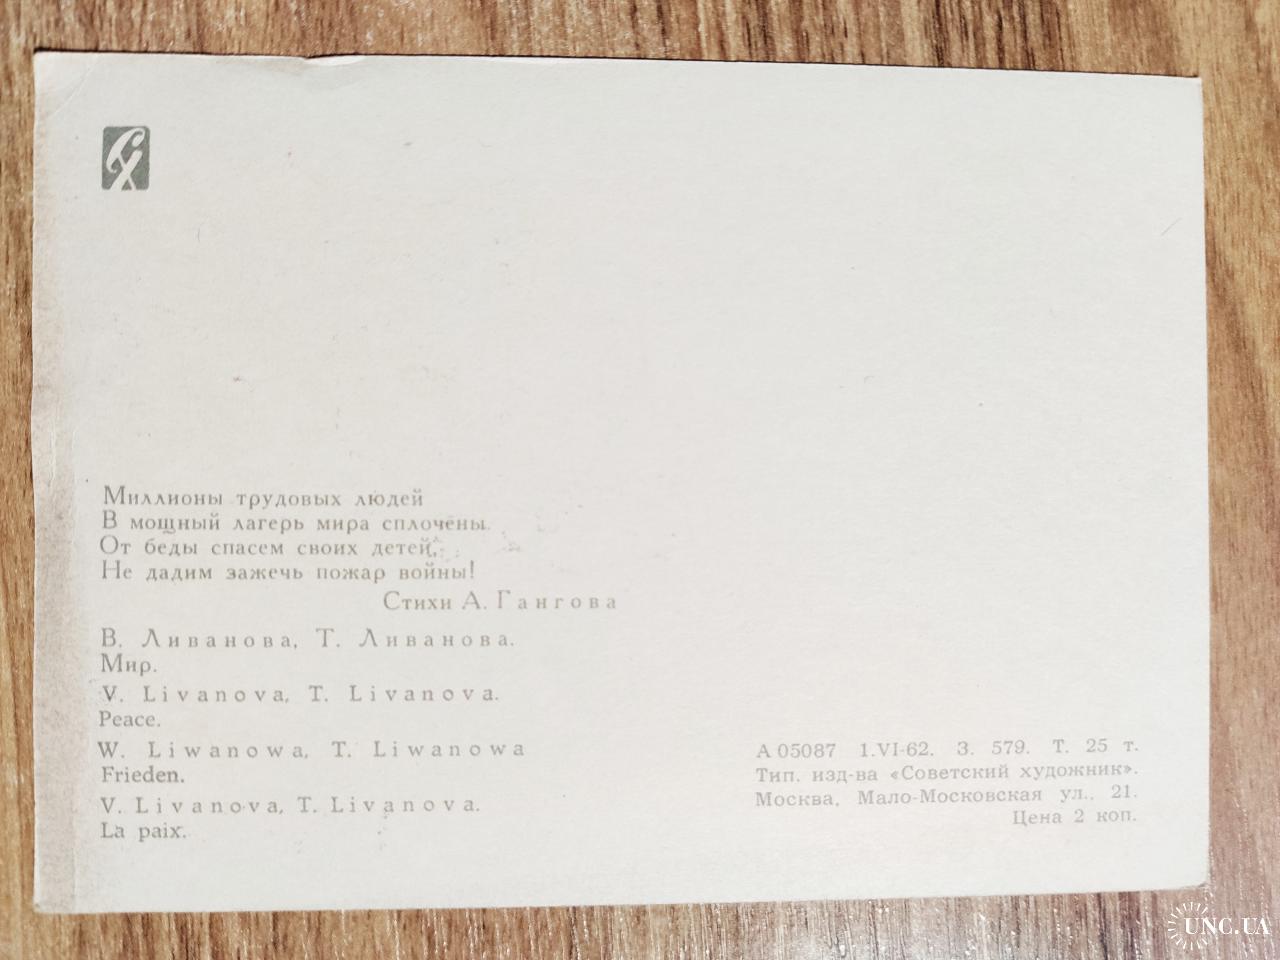 СХ
Миллионы трудовых людей
В мощный лагерь мира сплочены.
От беды спасем своих детей,
Не дадим зажечь пожар войны!
Стихи А. Гангова
В. Ливанова, Т. Ливанова.
Мир.
V. Livanova, T. Livanova.
Peace.
W. Liwanowa, T. Liwanowa
Frieden.
V. Livanova, T. Livanova.
La paix.
А 05087 1.VI-62. З. 579. Т. 25 т.
Тип. изд-ва «Советский художник».
Москва, Мало-Московская ул., 21.
Цена 2 коп.
UNC.UA